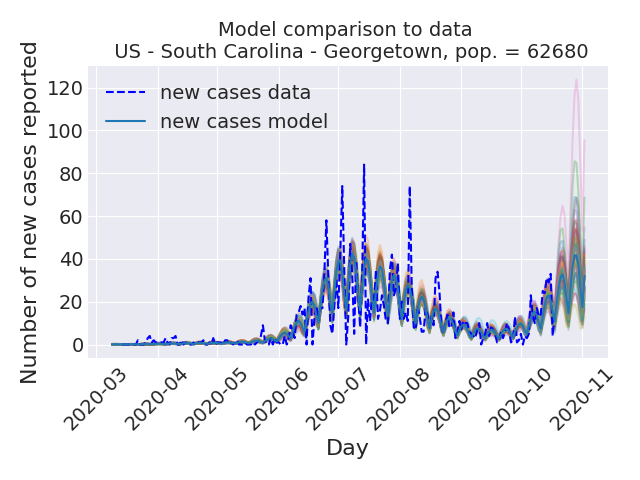 Model comparison to data
US - South Carolina - Georgetown, pop. = 62680
Number of new cases reported
120
100
80
60
40
20
0
new cases data
new cases model
2020-03
2020-04
2020-05
2020-06
2020-07
2020-08
2020-09
2020-10
2020-11
Day